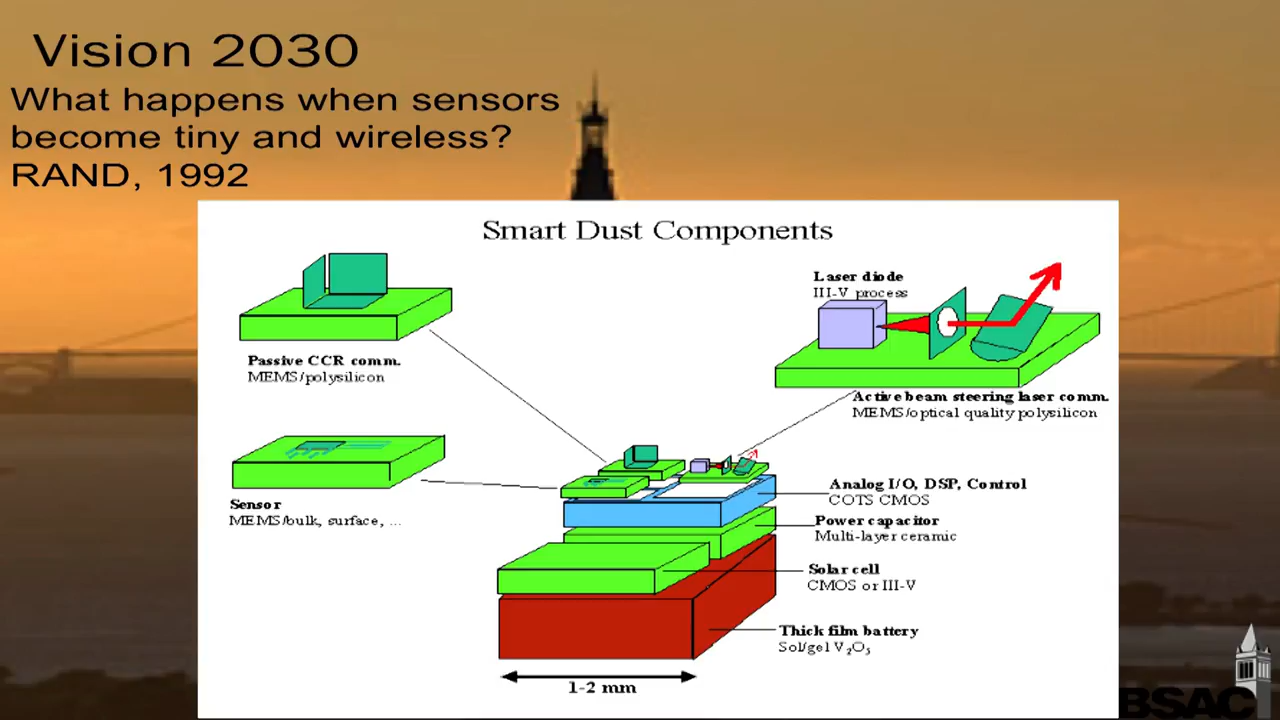 Vision 2030
What happens when sensors
become tiny and wireless?
RAND, 1992
Smart Dust Components
Laser diode
III-V process
Passive CCR comm.
MEMS/polysilicon
Active beam steering laser comm.
MEMS/optical quality polysilicon
Sensor
MEMS/bulk, surface, ...
Analog I/O, DSP, Control
COTS CMOS
Power capacitor
Multi-layer ceramic
Solar cell
CMOS or III-V
Thick film battery
Sol/gel V₂O₅
1-2 mm
BSAC